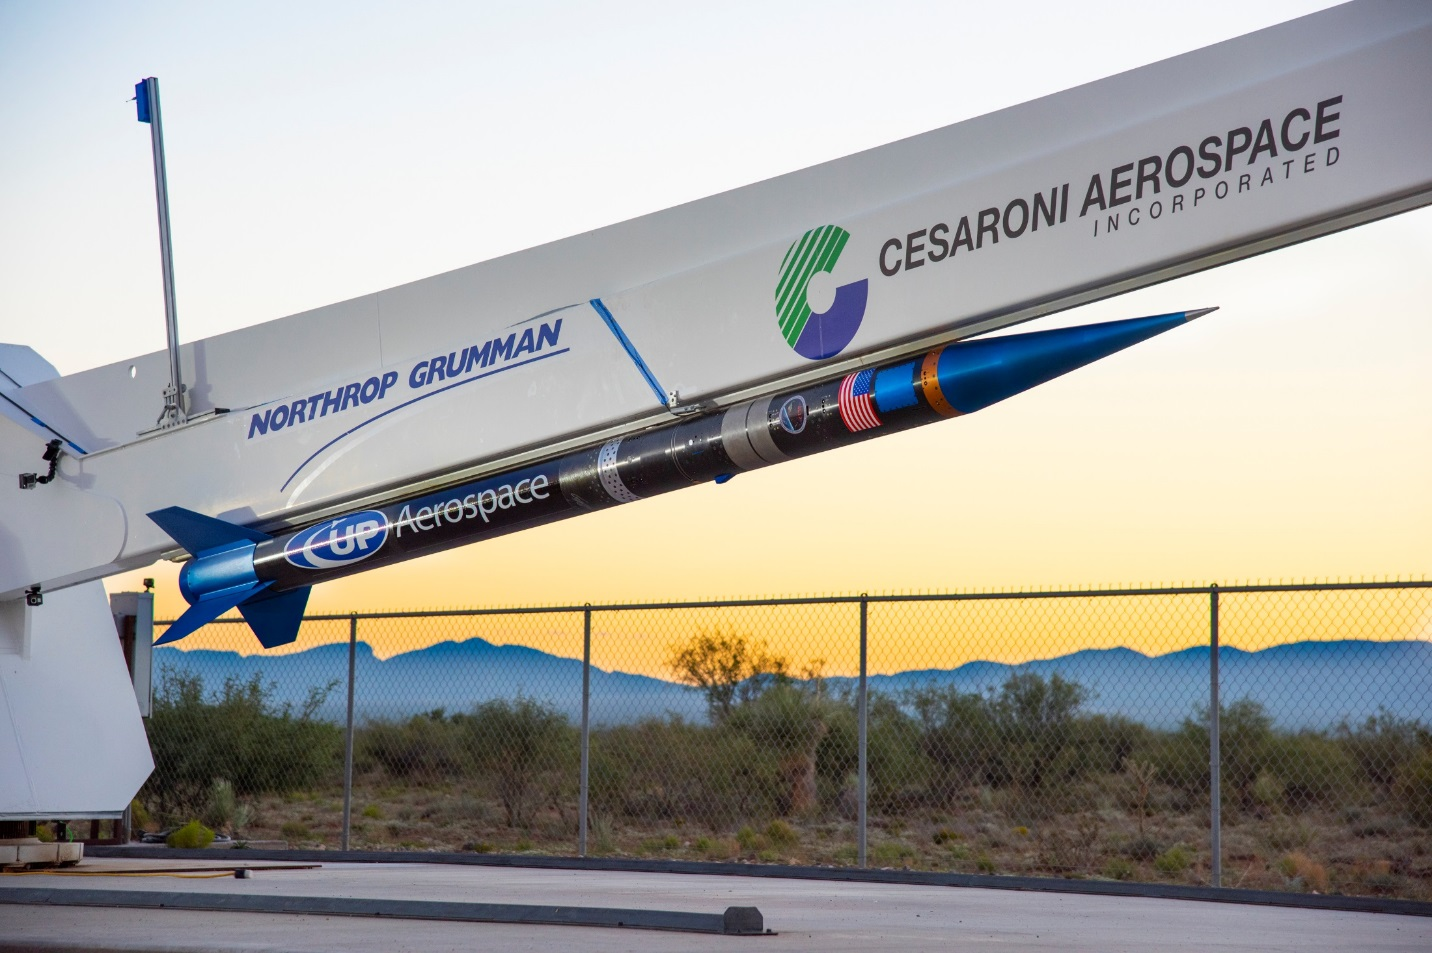 CESARONI AEROSPACE
INCORPORATED
NORTHROP GRUMMAN
UP Aerospace